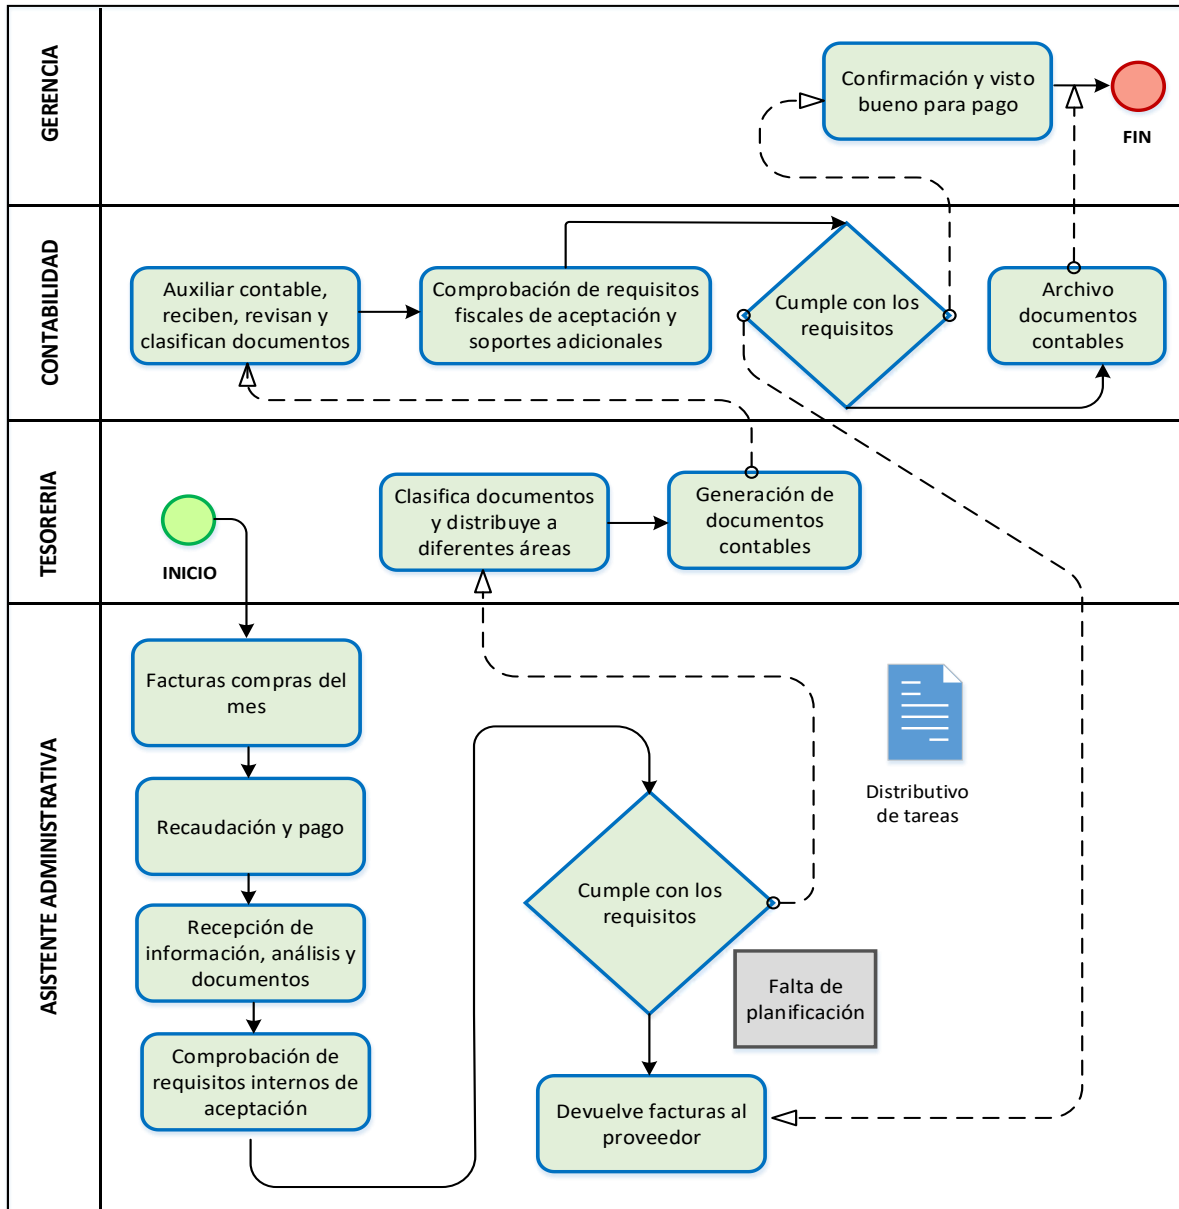 GERENCIA
Confirmación y visto
bueno para pago
FIN
CONTABILIDAD
Auxiliar contable,
reciben, revisan y
clasifican documentos
Comprobación de requisitos
fiscales de aceptación y
soportes adicionales
Cumple con los
requisitos
Archivo
documentos
contables
TESORERIA
INICIO
Clasifica documentos
y distribuye a
diferentes áreas
Generación de
documentos
contables
ASISTENTE ADMINISTRATIVA
Facturas compras del
mes
Recaudación y pago
Recepción de
información, análisis y
documentos
Comprobación de
requisitos internos de
aceptación
Cumple con los
requisitos
Distributivo
de tareas
Falta de
planificación
Devuelve facturas al
proveedor